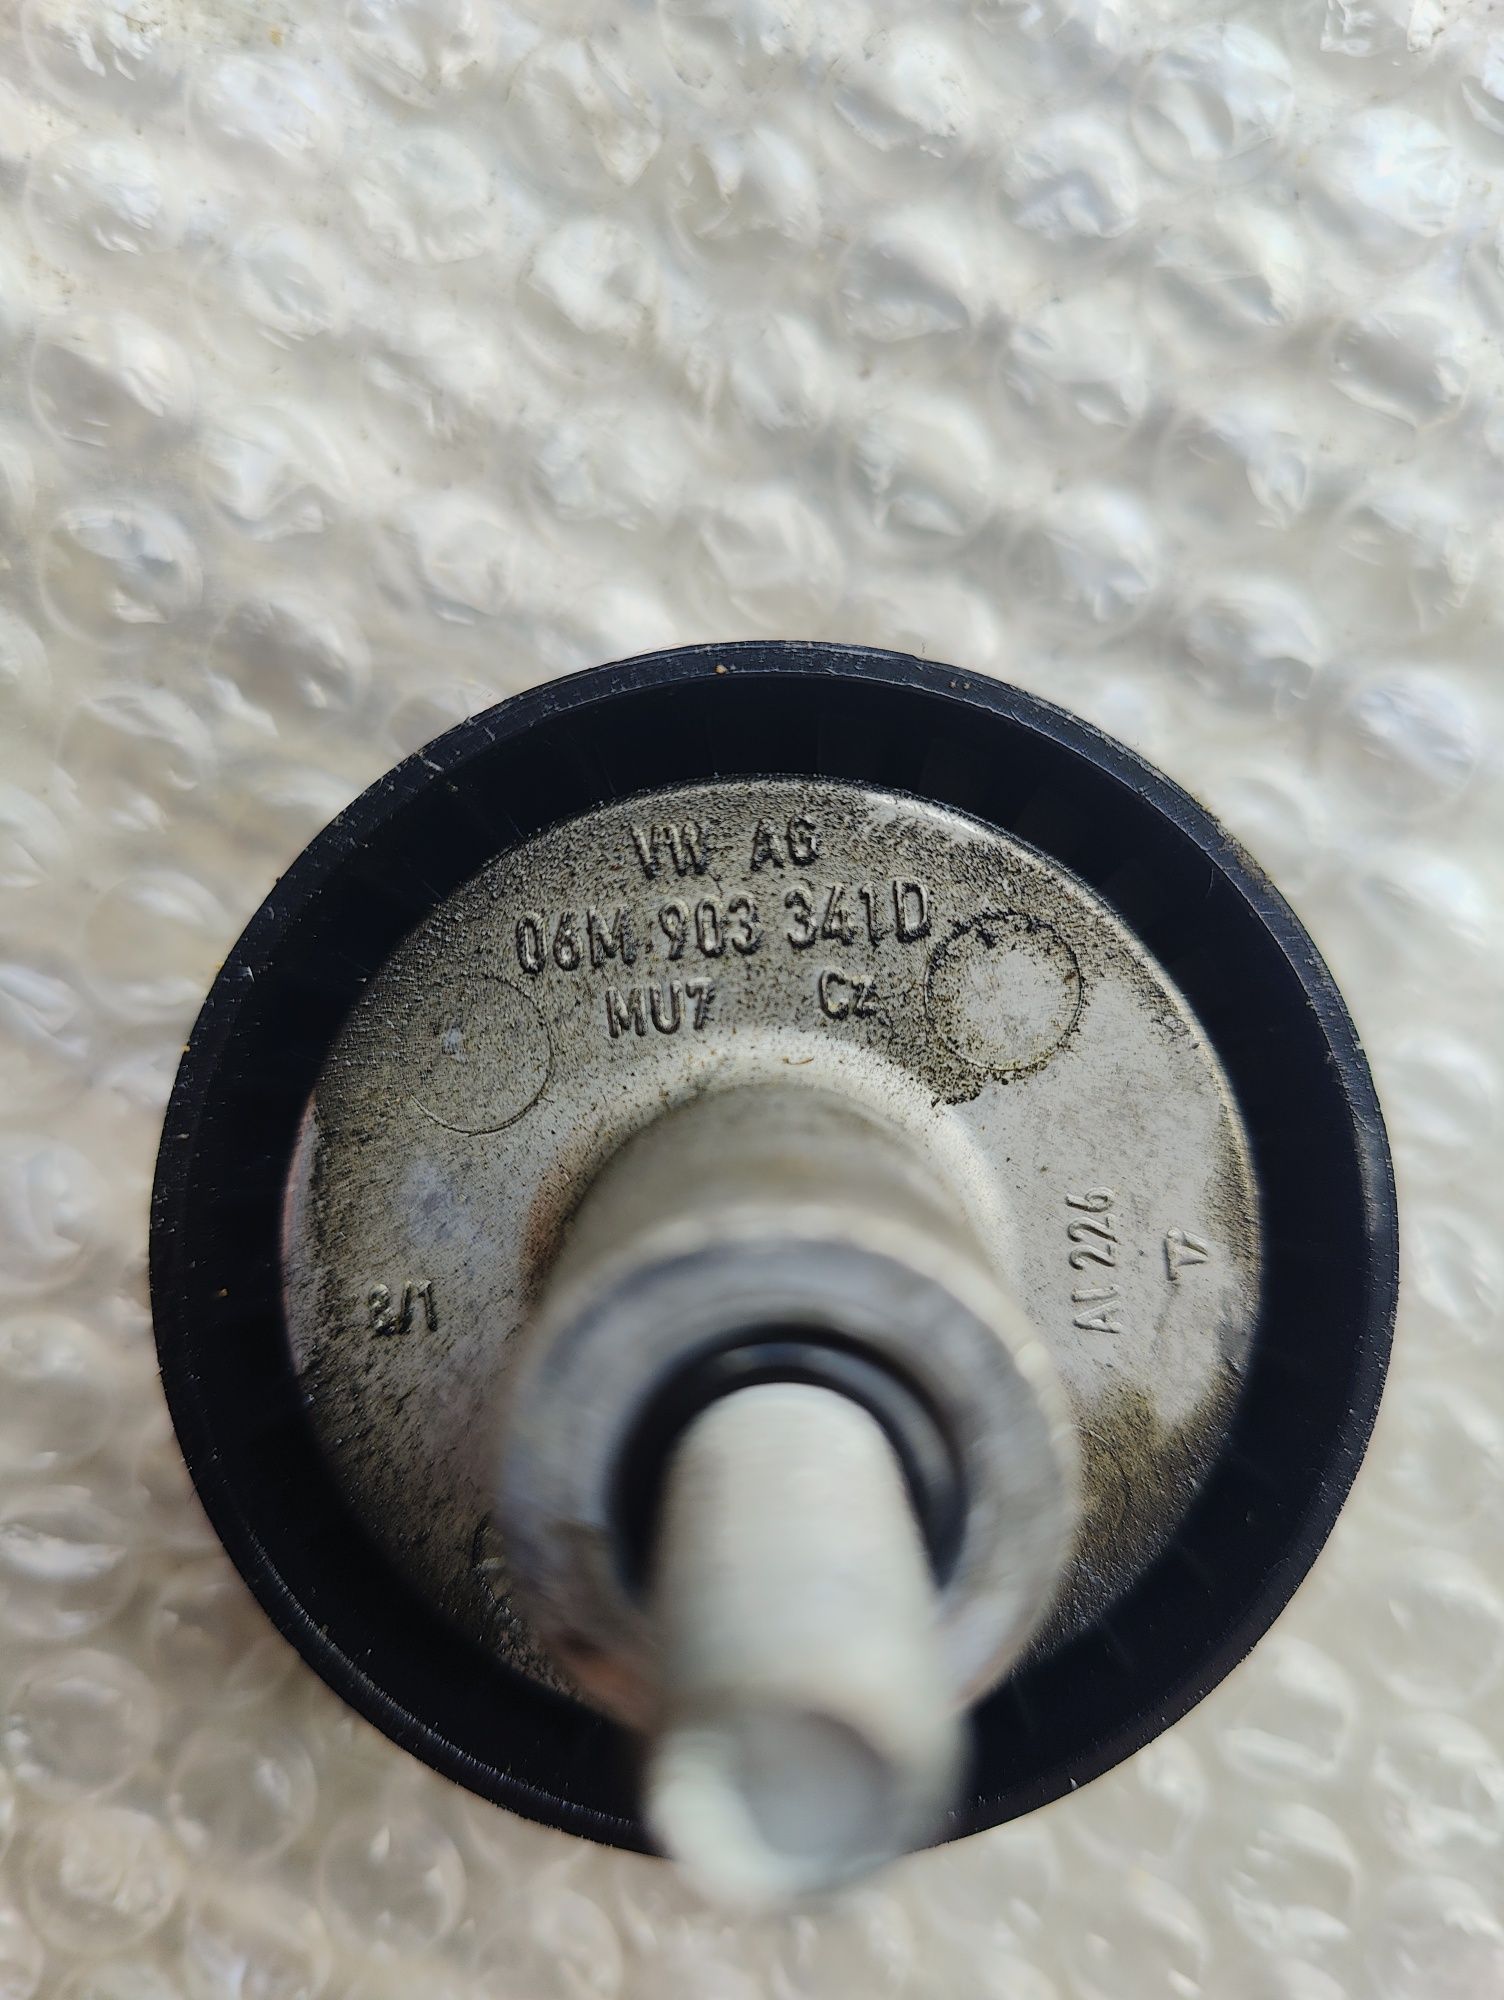 VW AG
06M 903 341D
MU7 CZ
Al 226
2/1